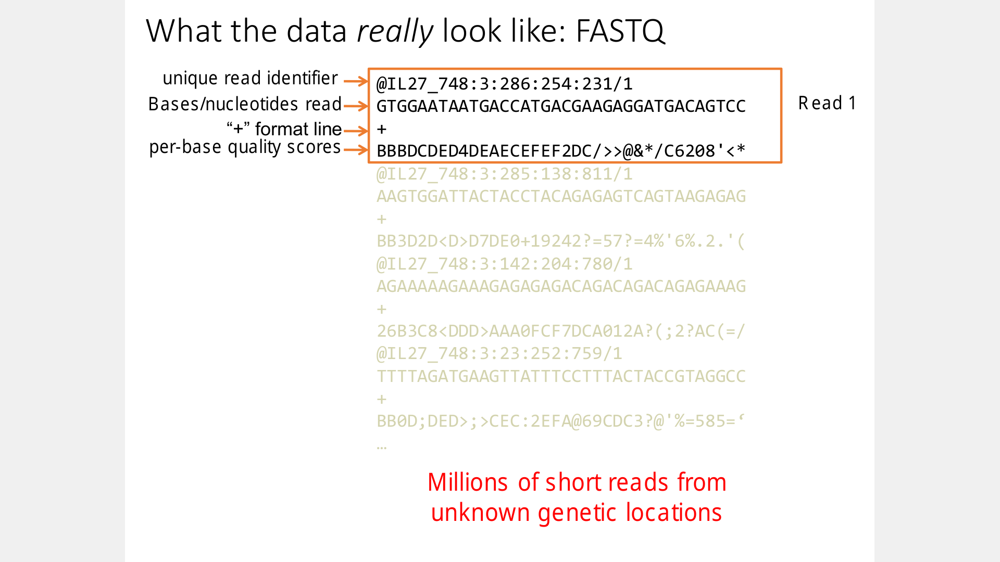 What the data really look like: FASTQ
unique read identifier
Bases/nucleotides read
“+” format line
per-base quality scores
@IL27_748:3:286:254:231/1
GTGGAATAATGACCATGACGAAGAGGATGACAGTCC
+
BBBDCDED4DEAECEFEF2DC/>>@&*/C6208'<*
Read 1
@IL27_748:3:285:138:811/1
AAGTGGATTACTACCTACAGAGAGTCAGTAAGAGAG
+
BB3D2D<D>D7DE0+19242?=57?=4%'6%.2.'(
@IL27_748:3:142:204:780/1
AGAAAAAGAAAGAGAGAGACAGACAGACAGAGAAAG
+
26B3C8<DDD>AAA0FCF7DCA012A?(;2?AC(=/
@IL27_748:3:23:252:759/1
TTTTAGATGAAGTTATTTCCTTTACTACCGTAGGCC
+
BB0D;DED>;>CEC:2EFA@69CDC3?@'%=585=‘
…
Millions of short reads from
unknown genetic locations